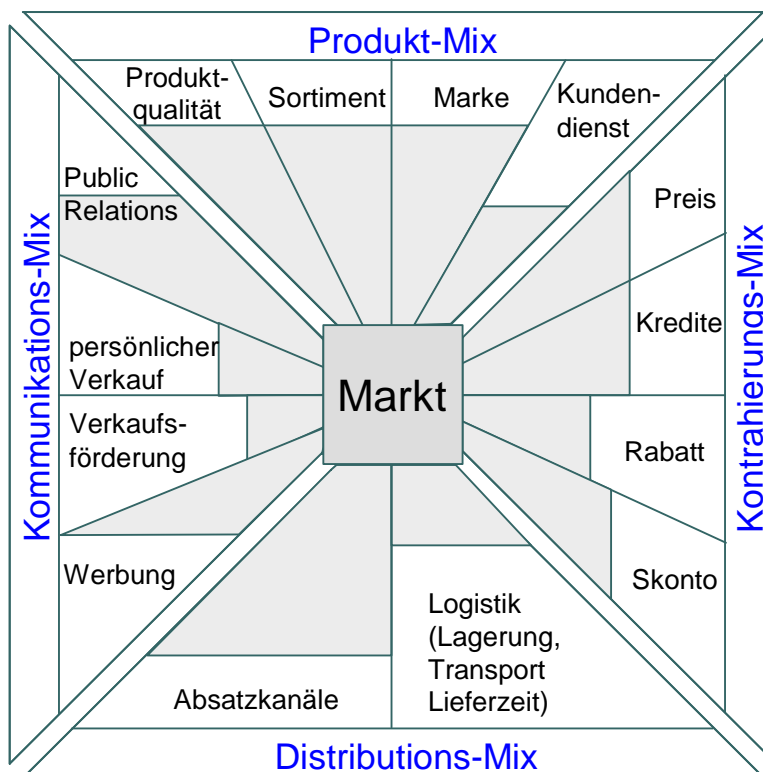 Produkt-Mix
Produkt-
qualität
Sortiment
Marke
Kunden-
dienst
Public
Relations
Preis
Kommunikations-Mix
Kontrahierungs-Mix
Kredite
persönlicher
Verkauf
Markt
Verkaufs-
förderung
Rabatt
Werbung
Skonto
Logistik
(Lagerung,
Transport
Lieferzeit)
Absatzkanäle
Distributions-Mix